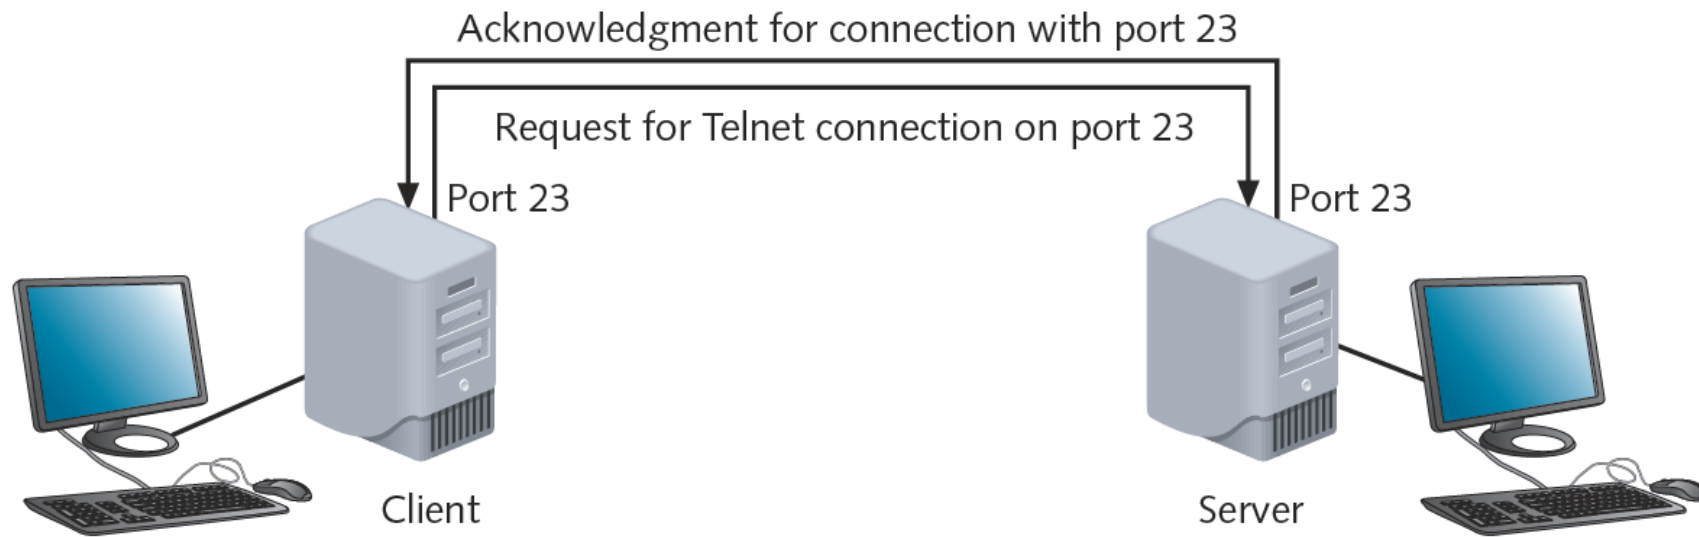 Acknowledgment for connection with port 23
Request for Telnet connection on port 23
Port 23
Port 23
Client
Server